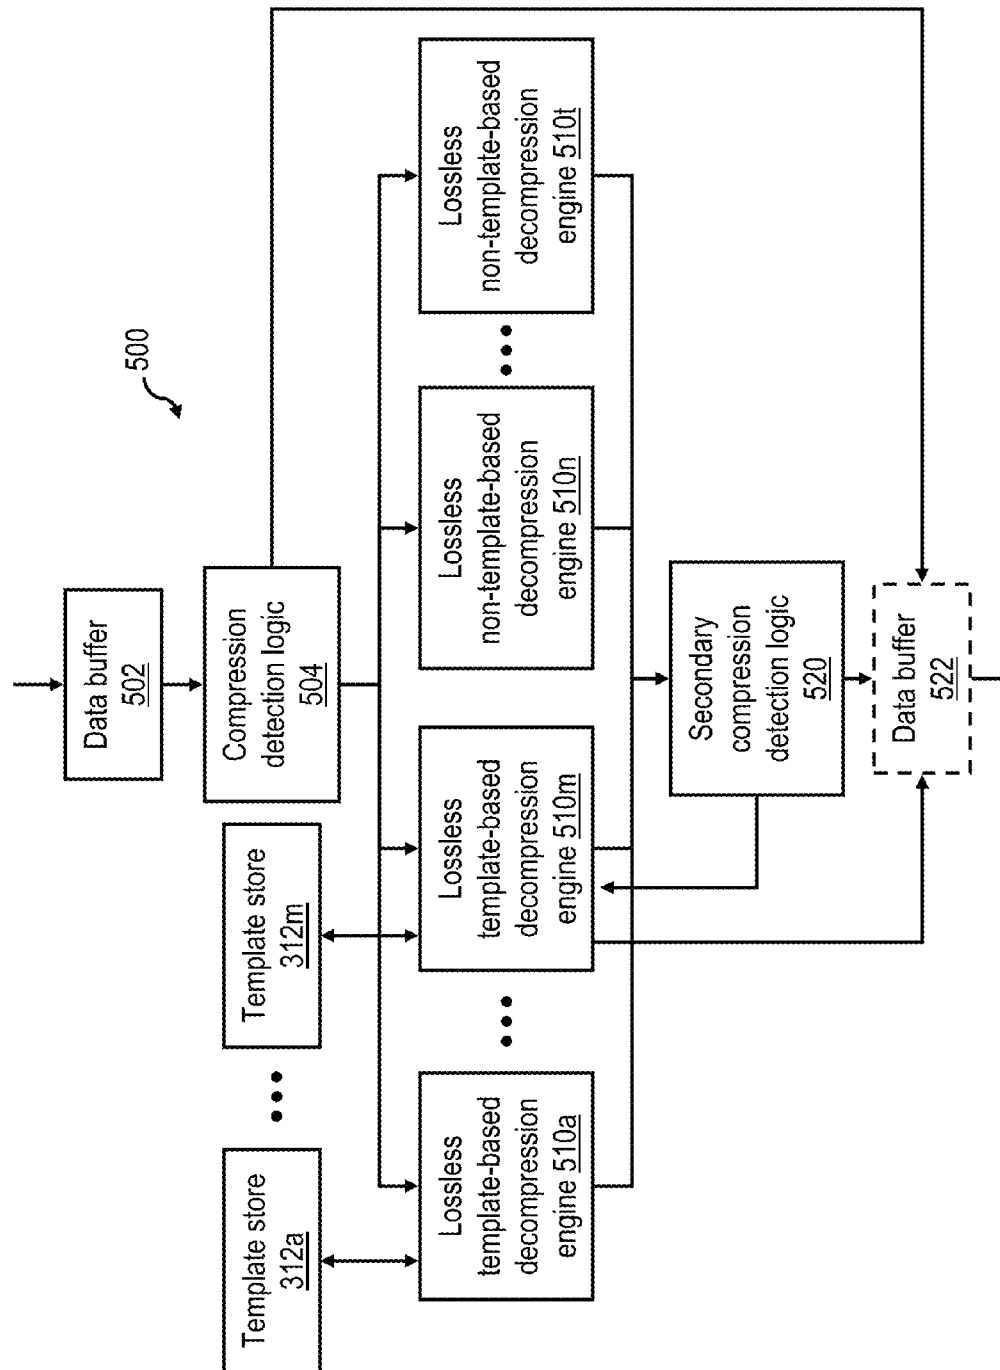 500
Data buffer
502
Compression
detection logic
504
Template store
312a
Template store
312m
Lossless
template-based
decompression
engine 510a
Lossless
template-based
decompression
engine 510m
Lossless
non-template-based
decompression
engine 510n
Lossless
non-template-based
decompression
engine 510t
Secondary
compression
detection logic
520
Data buffer
522